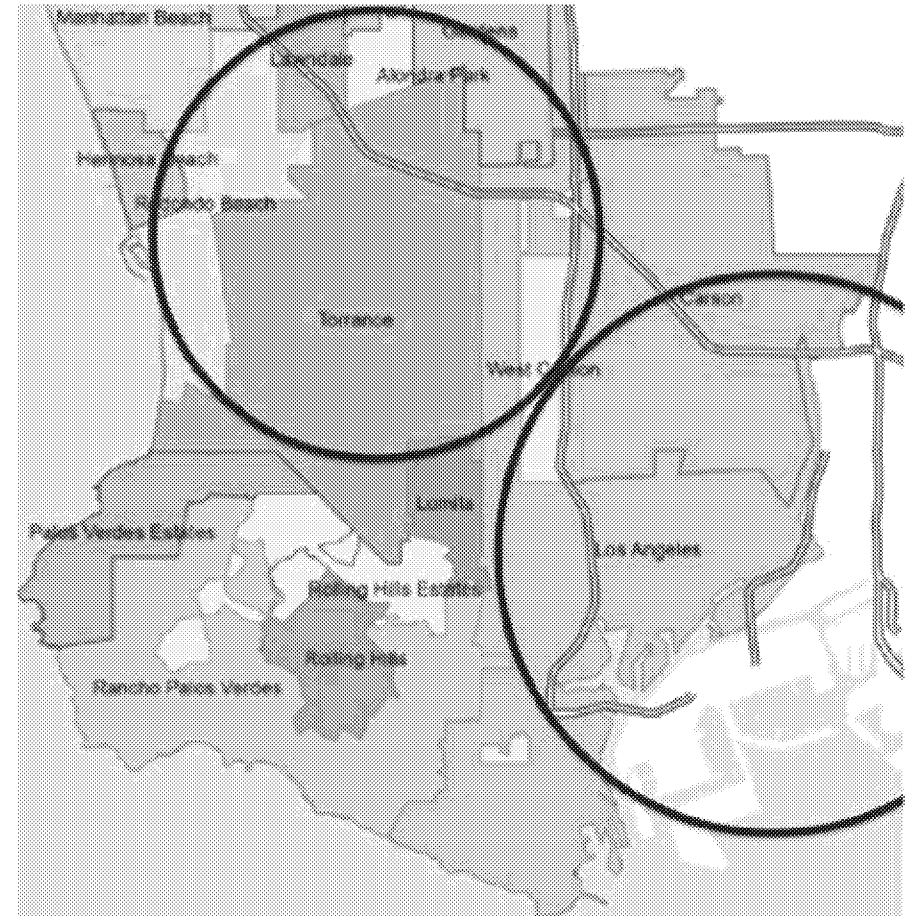 Manhattan Beach
Gardens
Lawndale
Alondra Park
Hermosa Beach
Redondo Beach
Carson
Torrance
West Carson
Lomita
Palos Verdes Estates
Los Angeles
Rolling Hills Estates
Rolling Hills
Rancho Palos Verdes